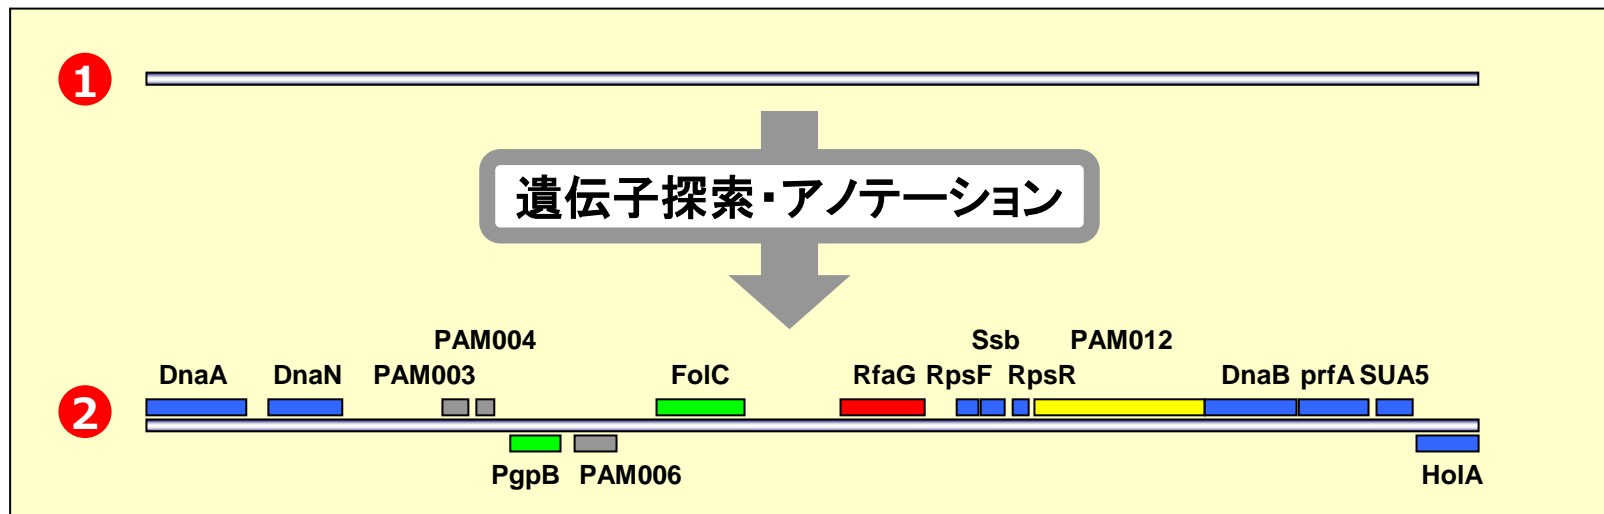 1
遺伝子探索・アノテーション
PAM004 Ssb PAM012
DnaA DnaN PAM003 FolC RfaG RpsF RpsR DnaB prfA SUA5
2
PgpB PAM006 HolA